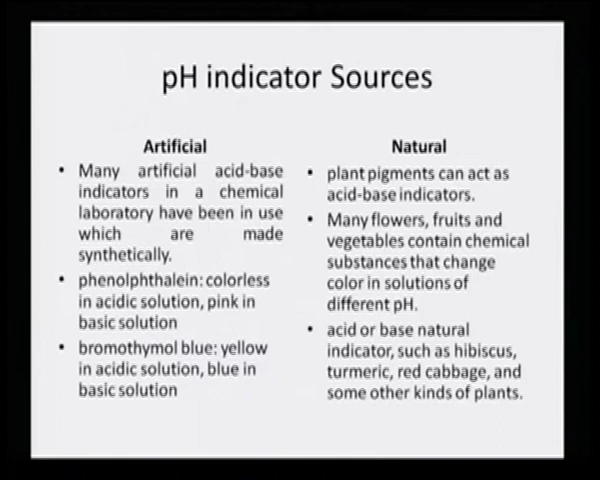 pH indicator Sources
Artificial
• Many artificial acid-base
indicators in a chemical
laboratory have been in use
which are made
synthetically.
• phenolphthalein: colorless
in acidic solution, pink in
basic solution
• bromothymol blue: yellow
in acidic solution, blue in
basic solution
Natural
• plant pigments can act as
acid-base indicators.
• Many flowers, fruits and
vegetables contain chemical
substances that change
color in solutions of
different pH.
• acid or base natural
indicator, such as hibiscus,
turmeric, red cabbage, and
some other kinds of plants.